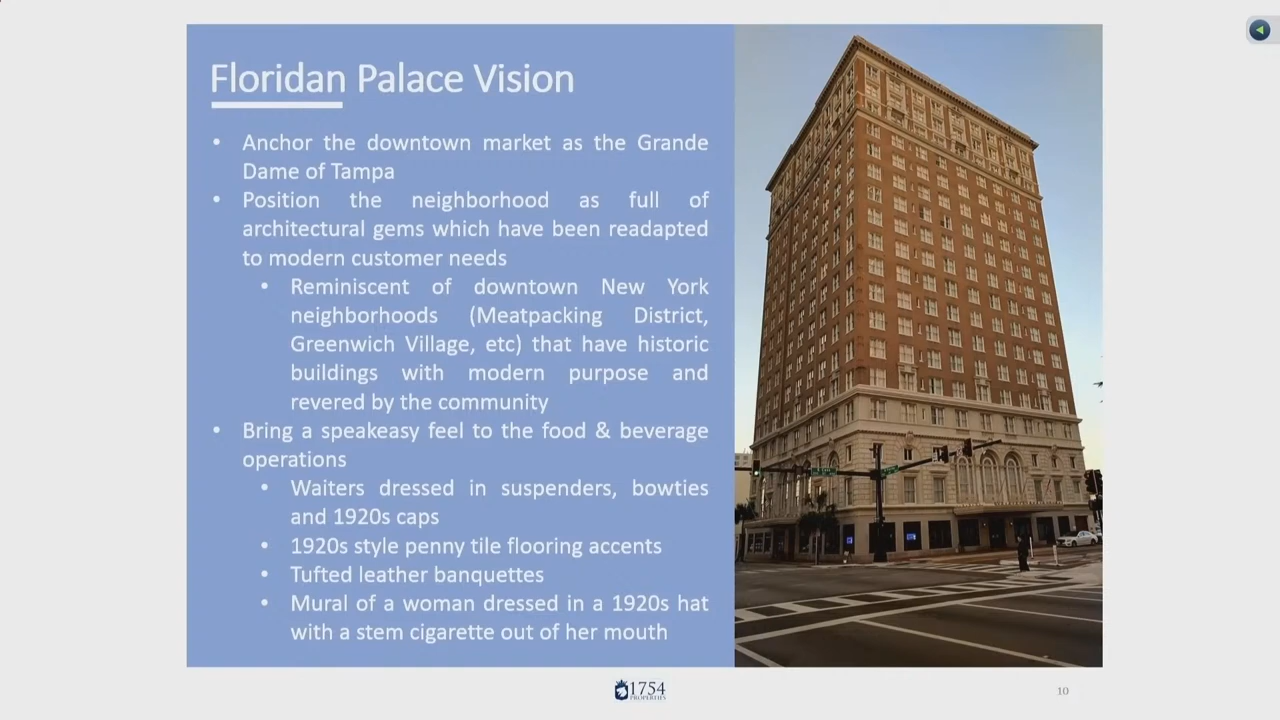 Floridan Palace Vision
• Anchor the downtown market as the Grande
Dame of Tampa
• Position the neighborhood as full of
architectural gems which have been readapted
to modern customer needs
• Reminiscent of downtown New York
neighborhoods (Meatpacking District,
Greenwich Village, etc) that have historic
buildings with modern purpose and
revered by the community
• Bring a speakeasy feel to the food & beverage
operations
• Waiters dressed in suspenders, bowties
and 1920s caps
• 1920s style penny tile flooring accents
• Tufted leather banquettes
• Mural of a woman dressed in a 1920s hat
with a stem cigarette out of her mouth
1754
PROPERTIES
10